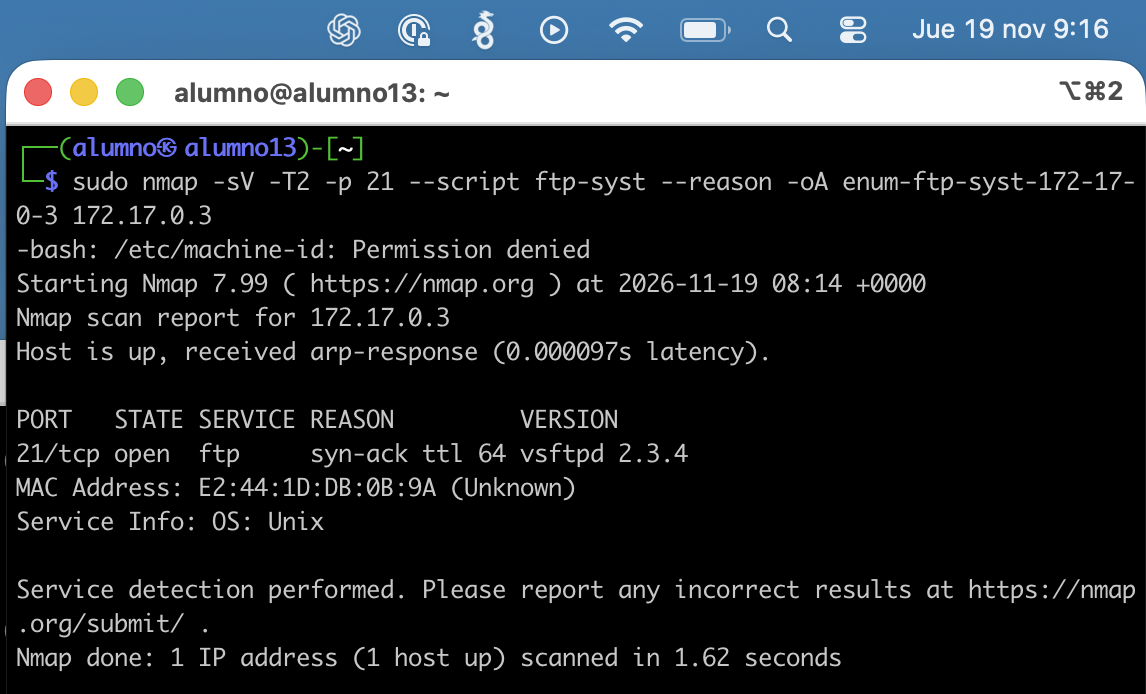 Jue 19 nov 9:16
alumno@alumno13: ~ ⌥⌘2
┌──(alumno㉿ alumno13)-[~]
└─$ sudo nmap -sV -T2 -p 21 --script ftp-syst --reason -oA enum-ftp-syst-172-17-
0-3 172.17.0.3
-bash: /etc/machine-id: Permission denied
Starting Nmap 7.99 ( https://nmap.org ) at 2026-11-19 08:14 +0000
Nmap scan report for 172.17.0.3
Host is up, received arp-response (0.000097s latency).
PORT   STATE SERVICE REASON         VERSION
21/tcp open  ftp     syn-ack ttl 64 vsftpd 2.3.4
MAC Address: E2:44:1D:DB:0B:9A (Unknown)
Service Info: OS: Unix
Service detection performed. Please report any incorrect results at https://nmap
.org/submit/ .
Nmap done: 1 IP address (1 host up) scanned in 1.62 seconds